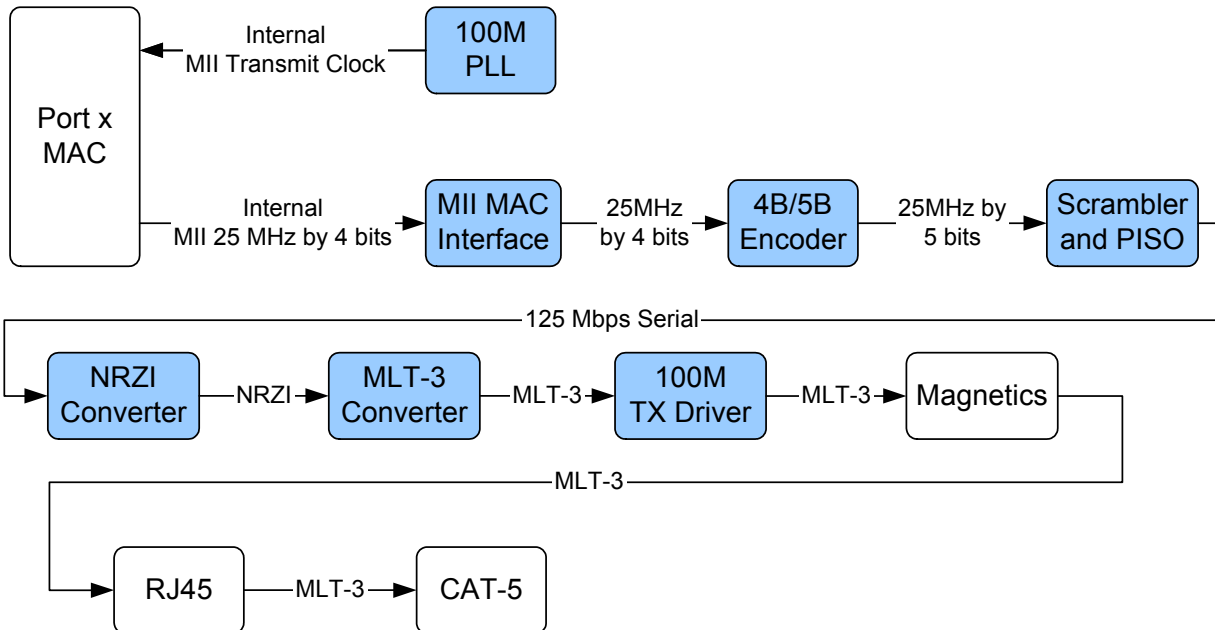 Internal
MII Transmit Clock
100M
PLL
Port x
MAC
Internal
MII 25 MHz by 4 bits
MII MAC
Interface
25MHz
by 4 bits
4B/5B
Encoder
25MHz by
5 bits
Scrambler
and PISO
125 Mbps Serial
NRZI
Converter
NRZI
MLT-3
Converter
MLT-3
100M
TX Driver
MLT-3
Magnetics
MLT-3
RJ45
MLT-3
CAT-5